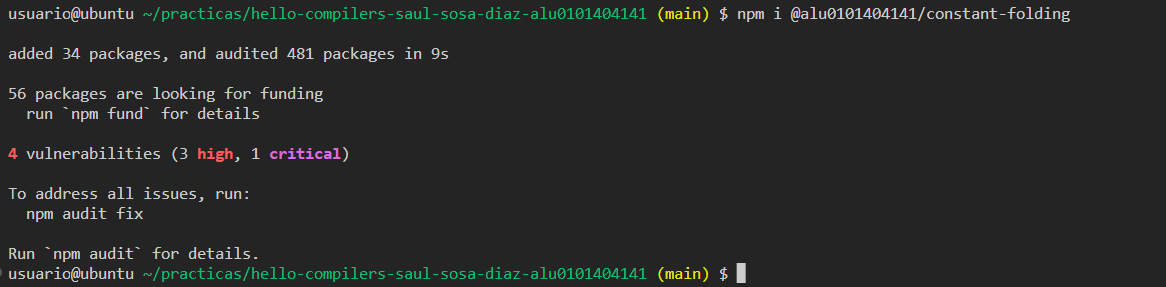 usuario@ubuntu ~/practicas/hello-compilers-saul-sosa-diaz-alu0101404141 (main) $ npm i @alu0101404141/constant-folding
added 34 packages, and audited 481 packages in 9s
56 packages are looking for funding
  run `npm fund` for details
4 vulnerabilities (3 high, 1 critical)
To address all issues, run:
  npm audit fix
Run `npm audit` for details.
usuario@ubuntu ~/practicas/hello-compilers-saul-sosa-diaz-alu0101404141 (main) $